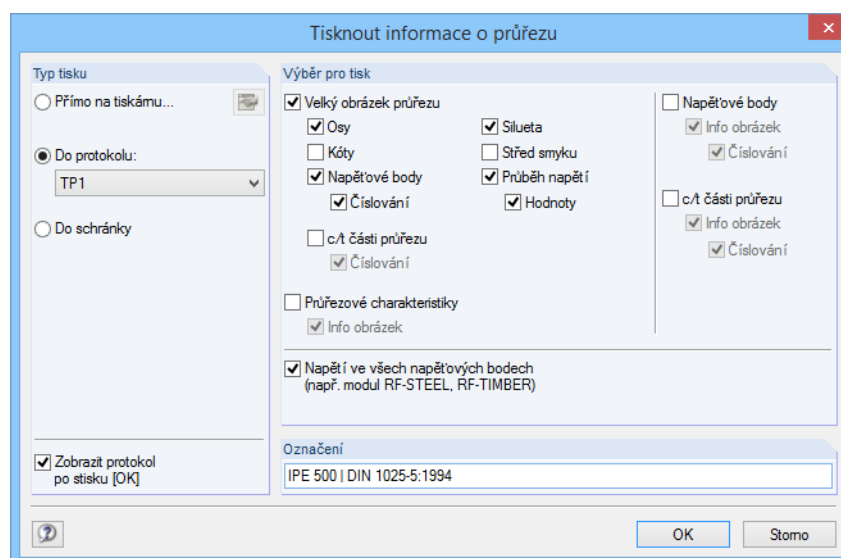 Tisknout informace o průřezu
Typ tisku
Přímo na tiskárnu...
Do protokolu:
TP1
Do schránky
Zobrazit protokol
po stisku [OK]
Výběr pro tisk
Velký obrázek průřezu
Osy
Silueta
Kóty
Střed smyku
Napěťové body
Průběh napětí
Číslování
Hodnoty
c/t části průřezu
Číslování
Průřezové charakteristiky
Info obrázek
Napěťové body
Info obrázek
Číslování
c/t části průřezu
Info obrázek
Číslování
Napětí ve všech napěťových bodech
(např. modul RF-STEEL, RF-TIMBER)
Označení
IPE 500 | DIN 1025-5:1994
OK
Storno